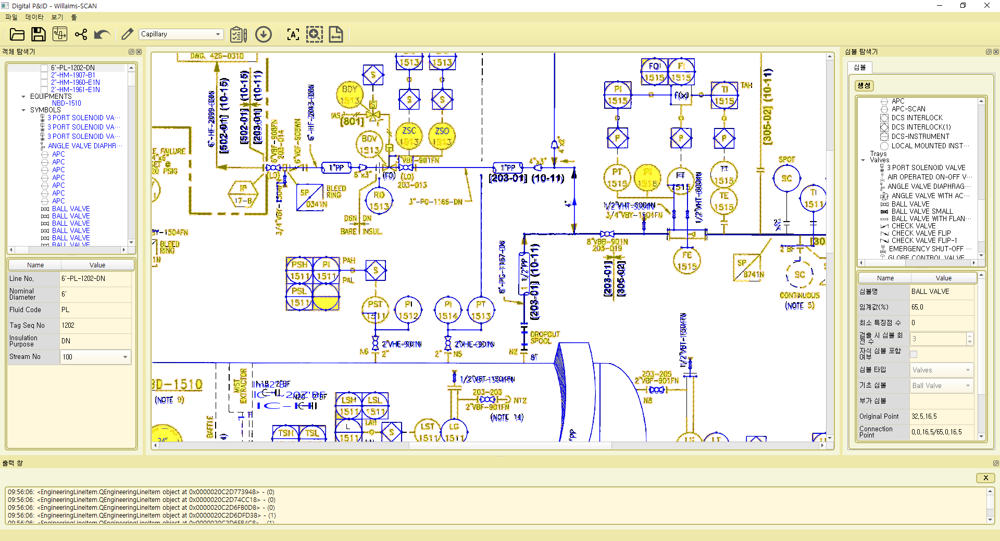 Digital P&ID - Willaims-SCAN
파일 데이타 보기 툴
Capillary
객체 탐색기
6'-PL-1202-DN
2"-HM-1907-B1
2"-HM-1960-E1N
2"-HM-1961-E1N
EQUIPMENTS
NBD-1510
SYMBOLS
3 PORT SOLENOID VA···
3 PORT SOLENOID VA···
3 PORT SOLENOID VA···
ANGLE VALVE DIAPHR···
APC
APC
APC
APC
APC
APC
APC
BALL VALVE
BALL VALVE
BALL VALVE
BALL VALVE
BALL VALVE
BALL VALVE
Name Value
Line No. 6'-PL-1202-DN
Nominal Diameter 6'
Fluid Code PL
Tag Seq No 1202
Insulation Purpose DN
Stream No 100
DWG. 426-0310
6"-HF-2099-D6N
[502-01] (10-15)
[502-01] (10-15)
[203-01] (10-11)
6"VBF-908FN
203-014
6"VCF-908WN
6"-HF-2043-D6N
BDY
1513
S
IAS
[801]
S
BDV
1513
1513
1513
S
S
ZSC
1513
ZSO
1513
VBF-901FN
1"PP
6"x3"
(FO)
(LO)
203-013
(LO)
3/4"VBY-1504FN
IP
17-B
SP
0341N
BLEED
RING
RO
1513
D6N DN
BARE INSUL.
3"-PG-1166-DN
1"PP
4"x3"
4"x2"
[203-01] (10-11)
4"
E FAILURE
4"x6"
SET @
20 PSIG
BY-1504FN
BLEED
RING
1N
FQI
1515
FI
1515
PI
1515
f(x)
TI
1515
TAH
P
P
P
PT
1515
PI
1516
FT
1515
TT
1515
TE
1515
1/2"VHT-6004N
1/2"VHT-6004N
3/4"VBY-1504FN
[305-02] (10-11)
SPOT
SC
TI
1511
2"
8"VBB-901N
203-019
[203-01]
[305-02]
FE
1515
SP
8741N
2"BF
[30
SC
CONTINUOUS
(NOTE 5)
PSH
1511
PI
1511
PAH
PSL
1511
PAL
S
PST
1511
PI
1512
PI
1514
PT
1513
2"VHE-901N
N6 2"
2" N5
8"-PG-1167-DN
1 1/2"PP
[203-01] (10-11)
DROPOUT
SPOOL
N2 8"
BD-1510
(NOTE 9)
MIST
EXTRACTOR
BAFFLE
24"
2"BF
N20 2"BF
LSH
1511
LSL
1511
L
1511
LAH
S
LST
1511
LG
1511
TSH
1511
TSL
1511
1/2"VBT-1504FN
203-203
2"VBF-901FN
N12
(NOTE 14)
"PP
1/2"VBT-1504FN
203-205
2"VBF-901FN
N8
심볼 탐색기
심볼
생성
APC
APC-SCAN
DCS INTERLOCK
DCS INTERLOCK(1)
DCS-INSTRUMENT
LOCAL MOUNTED INST···
Trays
Valves
3 PORT SOLENOID VALVE
AIR OPERATED ON-OFF V···
ANGLE VALVE DIAPHRAG···
ANGLE VALVE WITH AC···
BALL VALVE
BALL VALVE SMALL
BALL VALVE WITH FLAN···
CHECK VALVE
CHECK VALVE FLIP
CHECK VALVE FLIP-1
EMERGENCY SHUT-OFF ···
GLOBE CONTROL VALVE
Name Value
심볼명 BALL VALVE
임계값(%) 65,0
최소 특징점 수 0
검출 시 심볼 회전 수 3
자식 심볼 포함 여부
심볼 타입 Valves
기초 심볼 Ball Valve
부가 심볼
Original Point 32,5,16,5
Connection Point 0,0,16,5/65,0,16,5
출력 창
X
09:56:06: <EngineeringLineItem.QEngineeringLineItem object at 0x0000020C2D773948> - (0)
09:56:06: <EngineeringLineItem.QEngineeringLineItem object at 0x0000020C2D74CC18> - (0)
09:56:06: <EngineeringLineItem.QEngineeringLineItem object at 0x0000020C2D6FB0D8> - (0)
09:56:06: <EngineeringLineItem.QEngineeringLineItem object at 0x0000020C2D6DFD38> - (1)
09:56:06: <EngineeringLineItem.QEngineeringLineItem object at 0x0000020C2D6FB4C8> - (1)